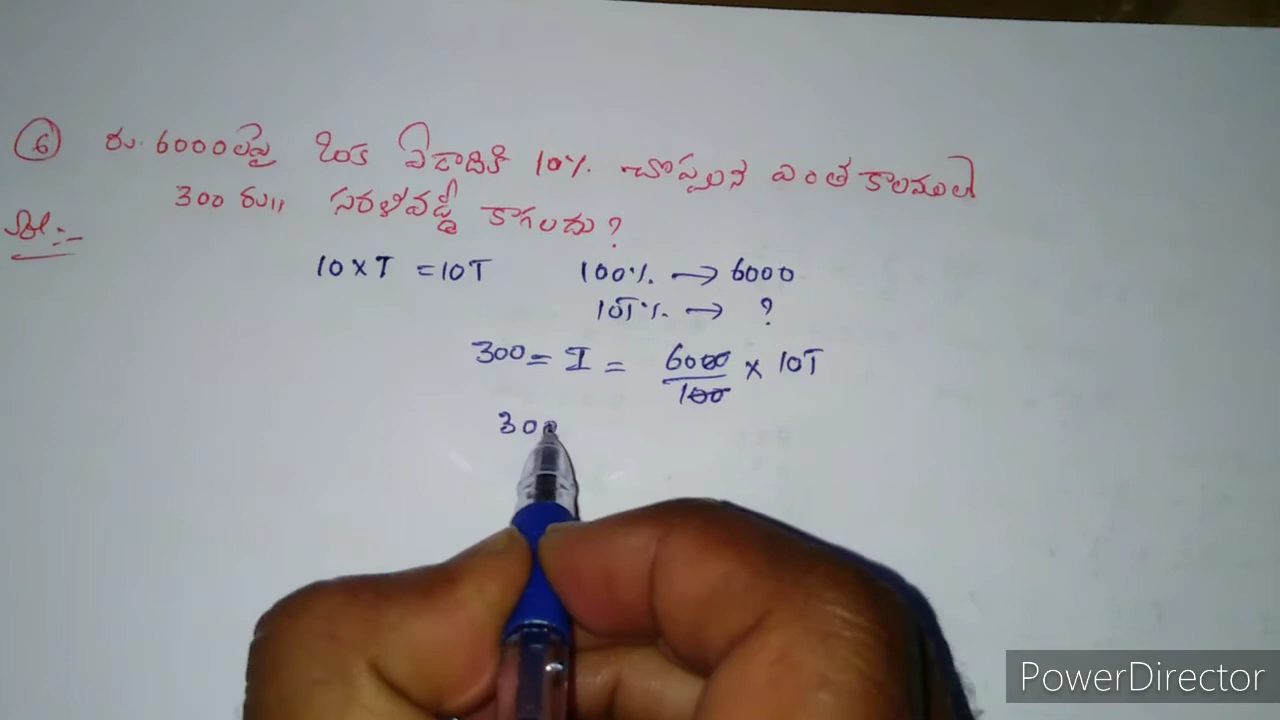 6 రు. 6000 లపై ఒంక ఏడాదికి 10% చొప్పున ఎంత కాలములో
300 రు॥ సరళవడ్డీ కాగలదు?
Sol:-
10 × T = 10T 100% → 6000
10T% → ?
300 = I = 6000/100 × 10T
300
PowerDirector